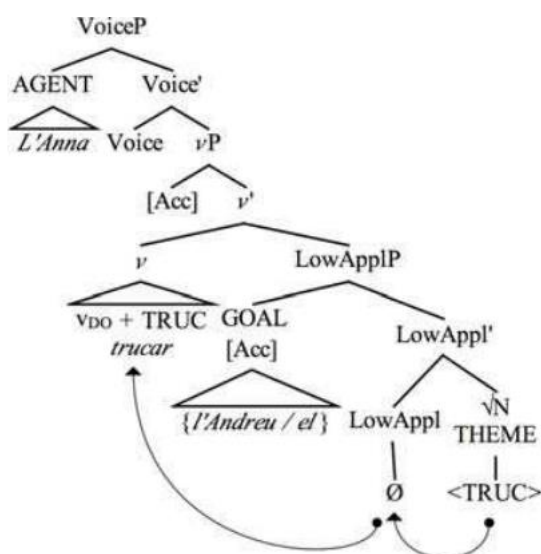 VoiceP
AGENT Voice'
L'Anna Voice vP
[Acc] v'
v LowApplP
vDO + TRUC GOAL LowAppl'
trucar [Acc]
{l'Andreu / el} LowAppl √N
THEME
Ø <TRUC>